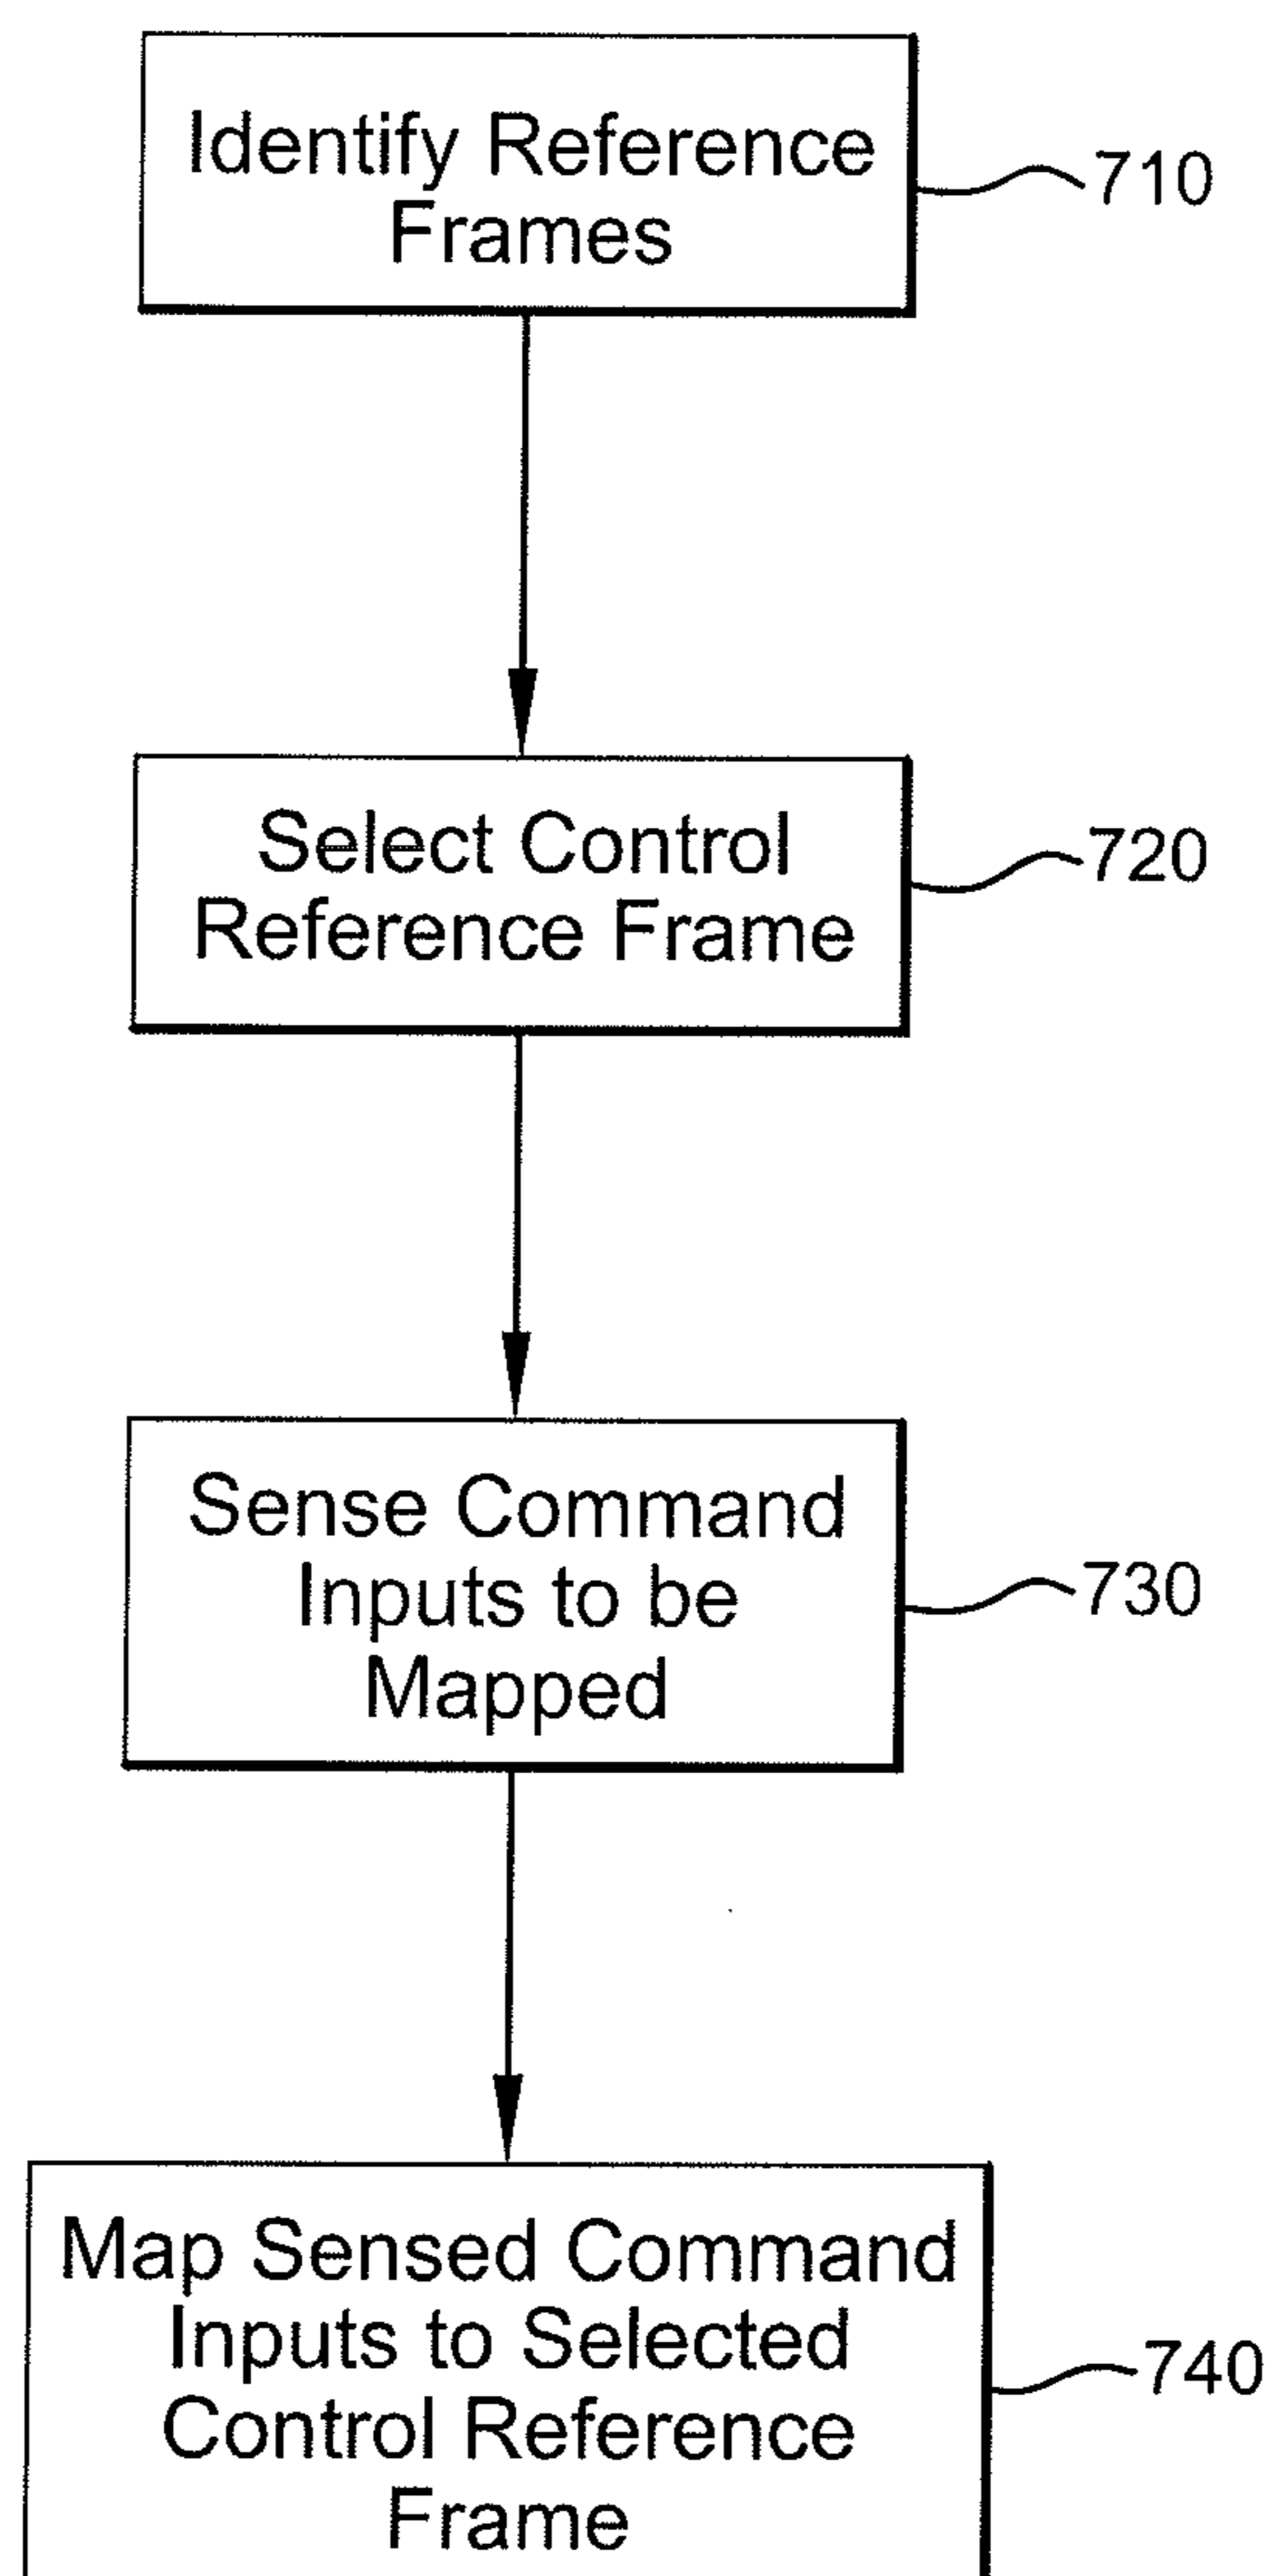 Identify Reference
Frames
710
Select Control
Reference Frame
720
Sense Command
Inputs to be
Mapped
730
Map Sensed Command
Inputs to Selected
Control Reference
Frame
740